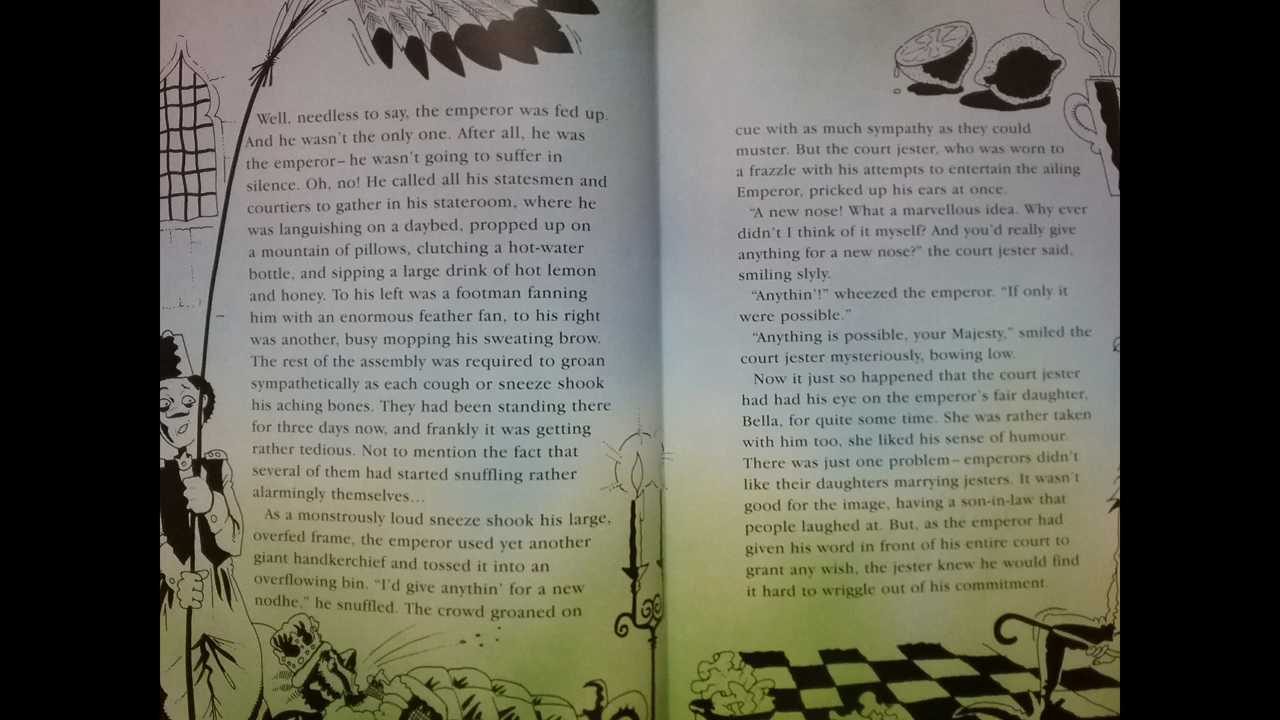 Well, needless to say, the emperor was fed up.
And he wasn't the only one. After all, he was
the emperor– he wasn't going to suffer in
silence. Oh, no! He called all his statesmen and
courtiers to gather in his stateroom, where he
was languishing on a daybed, propped up on
a mountain of pillows, clutching a hot-water
bottle, and sipping a large drink of hot lemon
and honey. To his left was a footman fanning
him with an enormous feather fan, to his right
was another, busy mopping his sweating brow.
The rest of the assembly was required to groan
sympathetically as each cough or sneeze shook
his aching bones. They had been standing there
for three days now, and frankly it was getting
rather tedious. Not to mention the fact that
several of them had started snuffling rather
alarmingly themselves...
As a monstrously loud sneeze shook his large,
overfed frame, the emperor used yet another
giant handkerchief and tossed it into an
overflowing bin. “I'd give anythin' for a new
nodhe,” he snuffled. The crowd groaned on
cue with as much sympathy as they could
muster. But the court jester, who was worn to
a frazzle with his attempts to entertain the ailing
Emperor, pricked up his ears at once.
“A new nose! What a marvellous idea. Why ever
didn't I think of it myself? And you'd really give
anything for a new nose?” the court jester said,
smiling slyly.
“Anythin'!” wheezed the emperor. “If only it
were possible.”
“Anything is possible, your Majesty,” smiled the
court jester mysteriously, bowing low.
Now it just so happened that the court jester
had had his eye on the emperor's fair daughter,
Bella, for quite some time. She was rather taken
with him too, she liked his sense of humour.
There was just one problem– emperors didn't
like their daughters marrying jesters. It wasn't
good for the image, having a son-in-law that
people laughed at. But, as the emperor had
given his word in front of his entire court to
grant any wish, the jester knew he would find
it hard to wriggle out of his commitment.